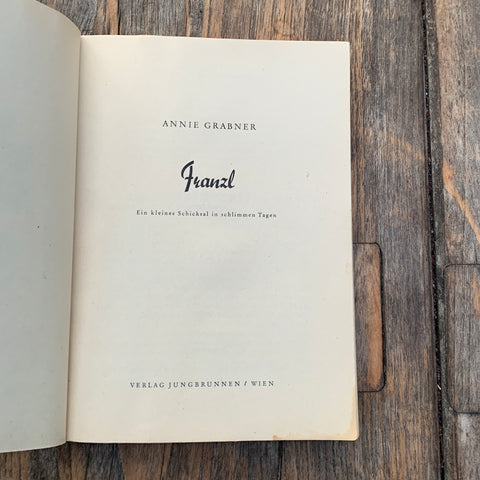 ANNIE GRABNER
Franzl
Ein kleines Schicksal in schlimmen Tagen
VERLAG JUNGBRUNNEN / WIEN